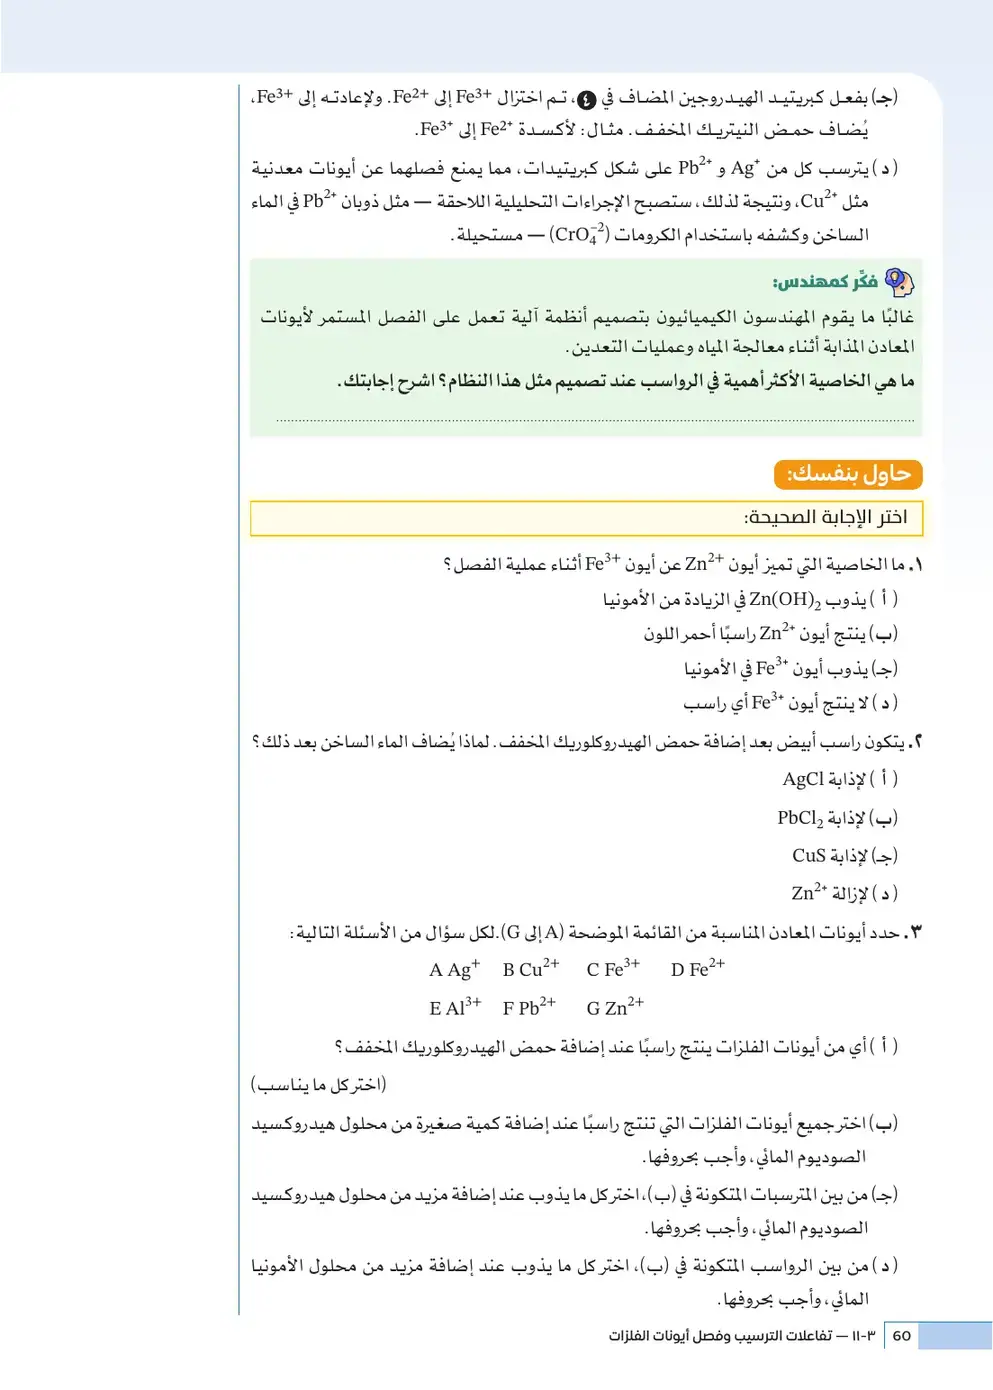 (جـ) بفعـل كبريتيـد الهيـدروجين المضـاف في ❹، تـم اختزال Fe3+ إلى Fe2+. ولإعادتـه إلى Fe3+،
يُضـاف حمـض النيتريـك المخفـف. مثـال: لأكسـدة Fe²⁺ إلى Fe³⁺.
(د) يترسب كل من Ag⁺ و Pb²⁺ على شكل كبريتيدات، مما يمنع فصلهما عن أيونات معدنية
مثل Cu²⁺، ونتيجة لذلك، ستصبح الإجراءات التحليلية اللاحقة — مثل ذوبان Pb²⁺ في الماء
الساخن وكشفه باستخدام الكرومات (CrO₄⁻²) — مستحيلة.
فكِّر كمهندس:
غالبًا ما يقوم المهندسون الكيميائيون بتصميم أنظمة آلية تعمل على الفصل المستمر لأيونات
المعادن المذابة أثناء معالجة المياه وعمليات التعدين.
ما هي الخاصية الأكثر أهمية في الرواسب عند تصميم مثل هذا النظام؟ اشرح إجابتك.
حاول بنفسك:
اختر الإجابة الصحيحة:
١. ما الخاصية التي تميز أيون Zn²⁺ عن أيون Fe³⁺ أثناء عملية الفصل؟
(أ) يذوب Zn(OH)₂ في الزيادة من الأمونيا
(ب) ينتج أيون Zn²⁺ راسبًا أحمر اللون
(جـ) يذوب أيون Fe³⁺ في الأمونيا
(د) لا ينتج أيون Fe³⁺ أي راسب
٢. يتكون راسب أبيض بعد إضافة حمض الهيدروكلوريك المخفف. لماذا يُضاف الماء الساخن بعد ذلك؟
(أ) لإذابة AgCl
(ب) لإذابة PbCl₂
(جـ) لإذابة CuS
(د) لإزالة Zn²⁺
٣. حدد أيونات المعادن المناسبة من القائمة الموضحة (A إلى G).لكل سؤال من الأسئلة التالية:
A Ag⁺ B Cu²⁺ C Fe³⁺ D Fe²⁺
E Al³⁺ F Pb²⁺ G Zn²⁺
(أ) أي من أيونات الفلزات ينتج راسبًا عند إضافة حمض الهيدروكلوريك المخفف؟
(اختر كل ما يناسب)
(ب) اختر جميع أيونات الفلزات التي تنتج راسبًا عند إضافة كمية صغيرة من محلول هيدروكسيد
الصوديوم المائي، وأجب بحروفها.
(جـ) من بين المترسبات المتكونة في (ب)، اختر كل ما يذوب عند إضافة مزيد من محلول هيدروكسيد
الصوديوم المائي، وأجب بحروفها.
(د) من بين الرواسب المتكونة في (ب)، اختر كل ما يذوب عند إضافة مزيد من محلول الأمونيا
المائي، وأجب بحروفها.
60 ٣-١١ — تفاعلات الترسيب وفصل أيونات الفلزات